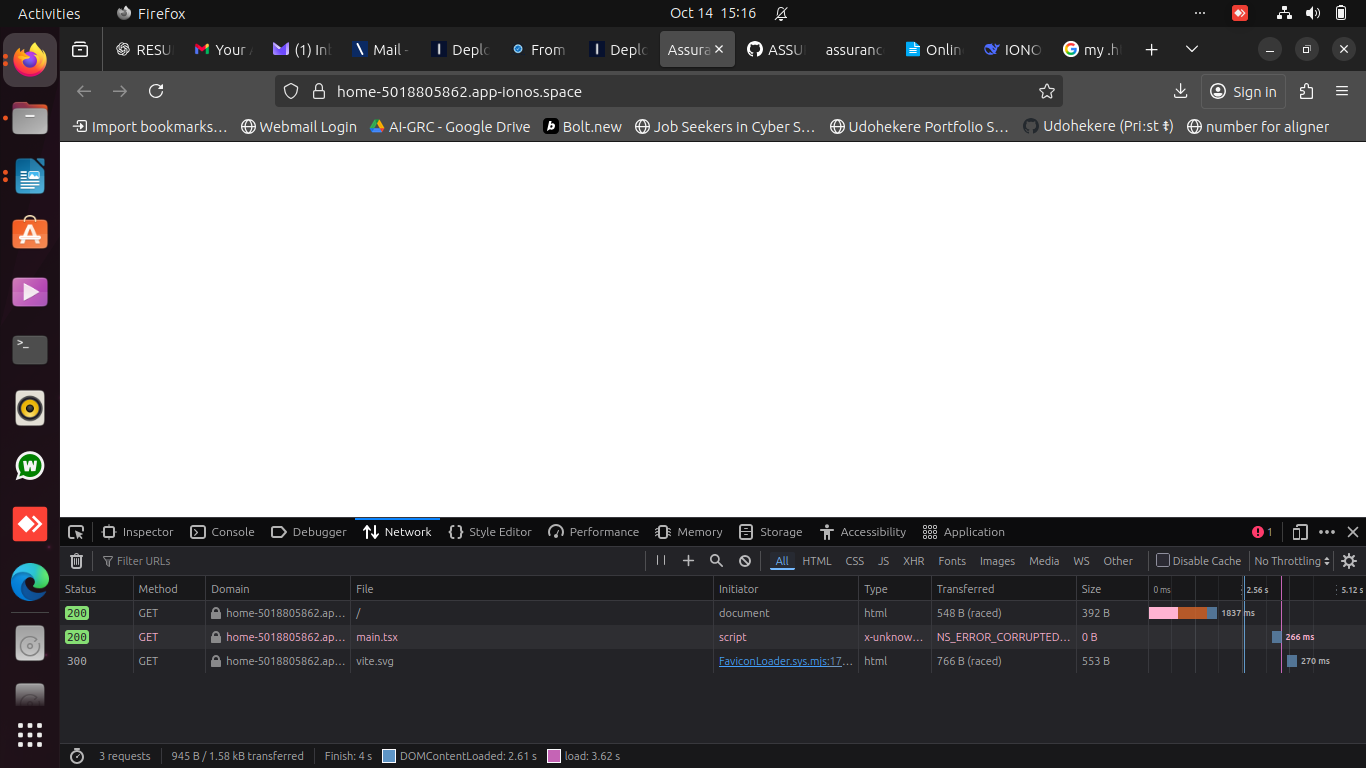 Activities Firefox Oct 14 15:16
RESU Your A (1) Inb Mail - Deplo From Deplo Assura ASSU assuranc Onlin IONO my .h
home-5018805862.app-ionos.space Sign in
Import bookmarks… Webmail Login AI-GRC - Google Drive Bolt.new Job Seekers in Cyber S… Udohekere Portfolio S… Udohekere (Pri:st ⚕) number for aligner
Inspector Console Debugger Network Style Editor Performance Memory Storage Accessibility Application 1
Filter URLs All HTML CSS JS XHR Fonts Images Media WS Other Disable Cache No Throttling
Status Method Domain File Initiator Type Transferred Size 0 ms 2.56 s 5.12 s
200 GET home-5018805862.ap… / document html 548 B (raced) 392 B 1837 ms
200 GET home-5018805862.ap… main.tsx script x-unknow… NS_ERROR_CORRUPTED… 0 B 266 ms
300 GET home-5018805862.ap… vite.svg FaviconLoader.sys.mjs:17… html 766 B (raced) 553 B 270 ms
3 requests 945 B / 1.58 kB transferred Finish: 4 s DOMContentLoaded: 2.61 s load: 3.62 s